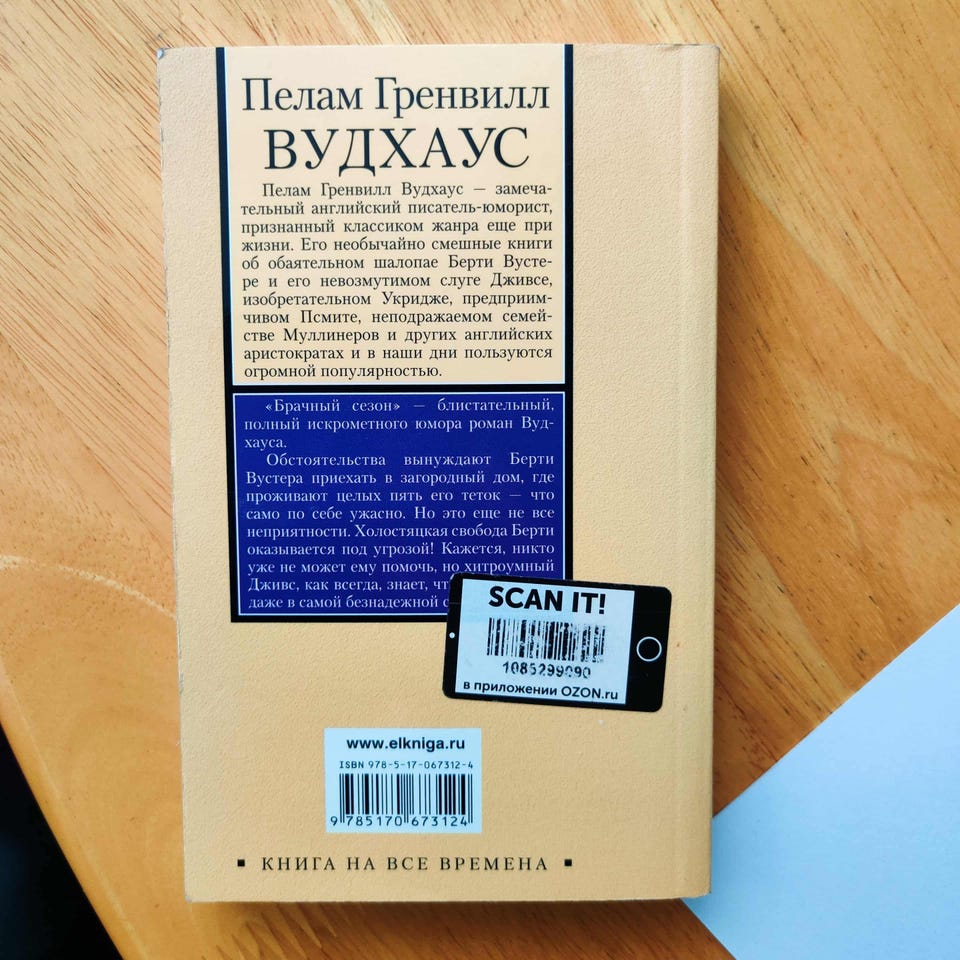 Пелам Гренвилл
ВУДХАУС
Пелам Гренвилл Вудхаус — замеча-
тельный английский писатель-юморист,
признанный классиком жанра еще при
жизни. Его необычайно смешные книги
об обаятельном шалопае Берти Вусте-
ре и его невозмутимом слуге Дживсе,
изобретательном Укридже, предприим-
чивом Псмите, неподражаемом семей-
стве Муллинеров и других английских
аристократах и в наши дни пользуются
огромной популярностью.
«Брачный сезон» — блистательный,
полный искрометного юмора роман Вуд-
хауса.
Обстоятельства вынуждают Берти
Вустера приехать в загородный дом, где
проживают целых пять его теток — что
само по себе ужасно. Но это еще не все
неприятности. Холостяцкая свобода Берти
оказывается под угрозой! Кажется, никто
уже не может ему помочь, но хитроумный
Дживс, как всегда, знает,
даже в самой безнадежной
SCAN IT!
1085299090
в приложении OZON.ru
www.elkniga.ru
ISBN 978-5-17-067312-4
9 785170 673124
▪ КНИГА НА ВСЕ ВРЕМЕНА ▪